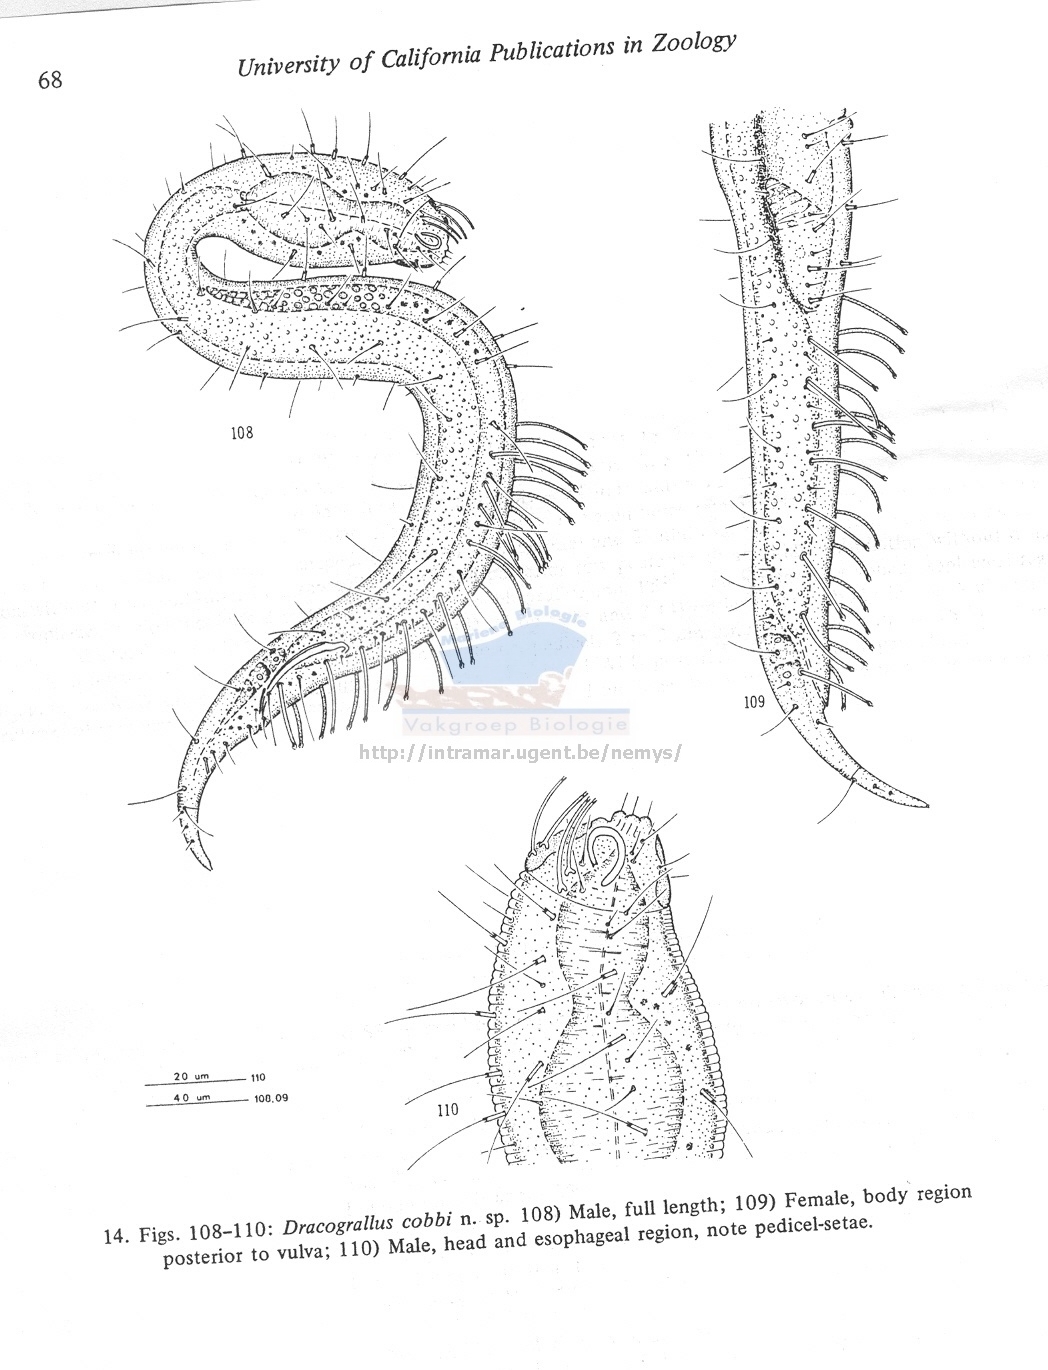 68
University of California Publications in Zoology
108
109
Mariene Biologie
Vakgroep Biologie
http://intramar.ugent.be/nemys/
20 um 110
40 um 108,09
110
14. Figs. 108–110: Dracograllus cobbi n. sp. 108) Male, full length; 109) Female, body region
posterior to vulva; 110) Male, head and esophageal region, note pedicel-setae.